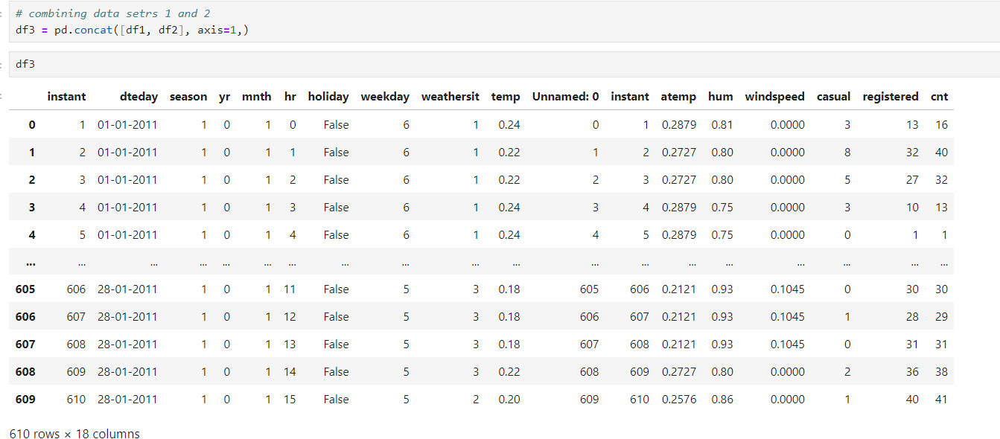 # combining data setrs 1 and 2
df3 = pd.concat([df1, df2], axis=1,)
df3
instant dteday season yr mnth hr holiday weekday weathersit temp Unnamed: 0 instant atemp hum windspeed casual registered cnt
0 1 01-01-2011 1 0 1 0 False 6 1 0.24 0 1 0.2879 0.81 0.0000 3 13 16
1 2 01-01-2011 1 0 1 1 False 6 1 0.22 1 2 0.2727 0.80 0.0000 8 32 40
2 3 01-01-2011 1 0 1 2 False 6 1 0.22 2 3 0.2727 0.80 0.0000 5 27 32
3 4 01-01-2011 1 0 1 3 False 6 1 0.24 3 4 0.2879 0.75 0.0000 3 10 13
4 5 01-01-2011 1 0 1 4 False 6 1 0.24 4 5 0.2879 0.75 0.0000 0 1 1
... ... ... ... ... ... ... ... ... ... ... ... ... ... ... ... ... ... ...
605 606 28-01-2011 1 0 1 11 False 5 3 0.18 605 606 0.2121 0.93 0.1045 0 30 30
606 607 28-01-2011 1 0 1 12 False 5 3 0.18 606 607 0.2121 0.93 0.1045 1 28 29
607 608 28-01-2011 1 0 1 13 False 5 3 0.18 607 608 0.2121 0.93 0.1045 0 31 31
608 609 28-01-2011 1 0 1 14 False 5 3 0.22 608 609 0.2727 0.80 0.0000 2 36 38
609 610 28-01-2011 1 0 1 15 False 5 2 0.20 609 610 0.2576 0.86 0.0000 1 40 41
610 rows × 18 columns